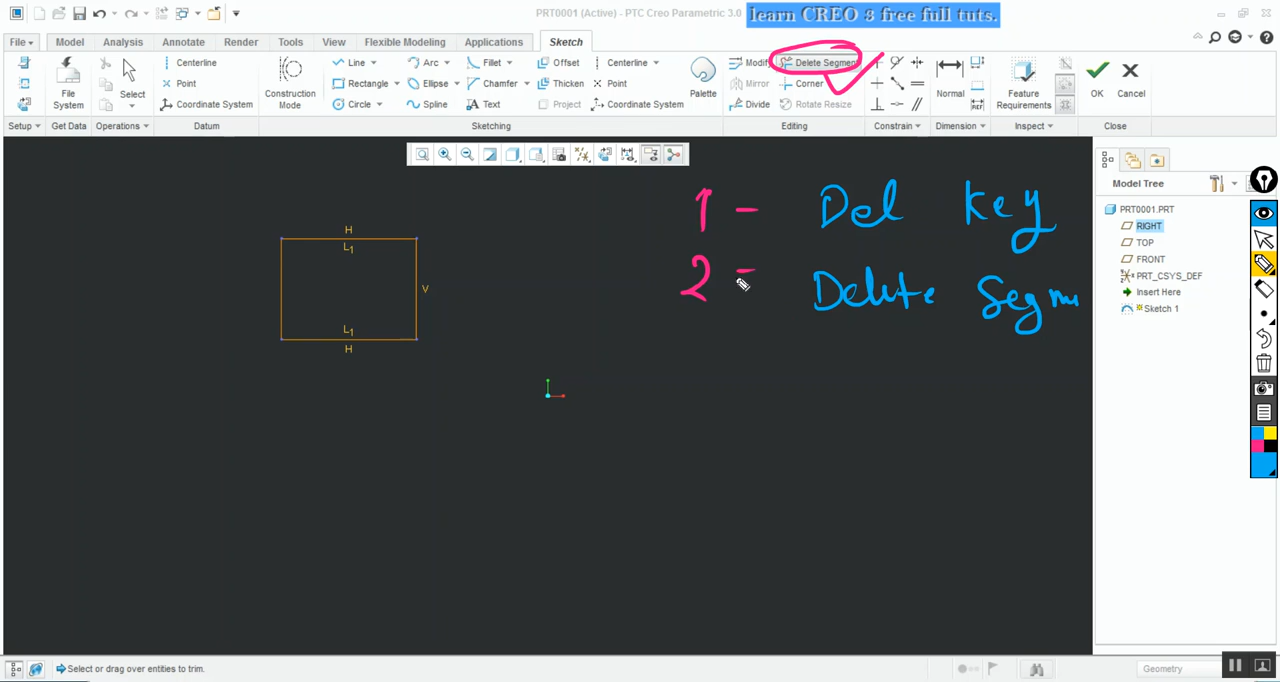 PRT0001 (Active) - PTC Creo Parametric 3.0
learn CREO 3 free full tuts.
File Model Analysis Annotate Render Tools View Flexible Modeling Applications Sketch
Centerline Line Arc Fillet Offset Centerline Modify Delete Segment
Point Rectangle Ellipse Chamfer Thicken Point Mirror Corner
Coordinate System Circle Spline Text Project Coordinate System Divide Rotate Resize
File System Select Construction Mode Palette Normal Feature Requirements OK Cancel
Setup Get Data Operations Datum Sketching Editing Constrain Dimension Inspect Close
Model Tree
PRT0001.PRT
RIGHT
TOP
FRONT
PRT_CSYS_DEF
Insert Here
Sketch 1
1 - Del Key
2 - Delete Segm
H
L1
V
L1
H
Select or drag over entities to trim.
Geometry